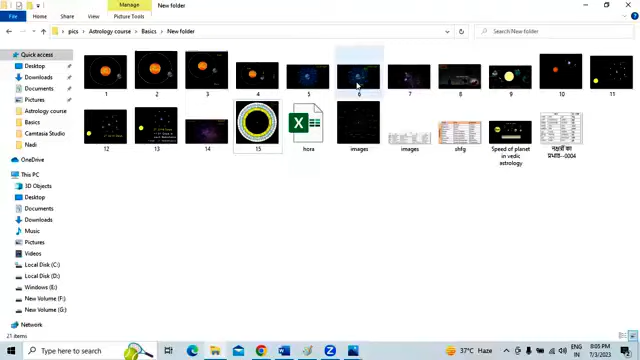 Manage
New folder
File
Home
Share
View
Picture Tools
pics
Astrology course
Basics
New folder
Search New folder
Quick access
Desktop
Downloads
Documents
Pictures
Astrology course
Basics
Camtasia Studio
Nadi
OneDrive
This PC
3D Objects
Desktop
Documents
Downloads
Music
Pictures
Videos
Local Disk (C:)
Local Disk (D:)
Windows (E:)
New Volume (F:)
New Volume (G:)
Network
1
2
3
4
5
6
7
8
9
10
11
12
13
14
15
hora
images
images
shfg
Speed of planet
in vedic
astrology
नक्षत्रों का
प्रभाव--0004
21 items
Type here to search
37°C Haze
ENG
IN
8:05 PM
7/3/2023